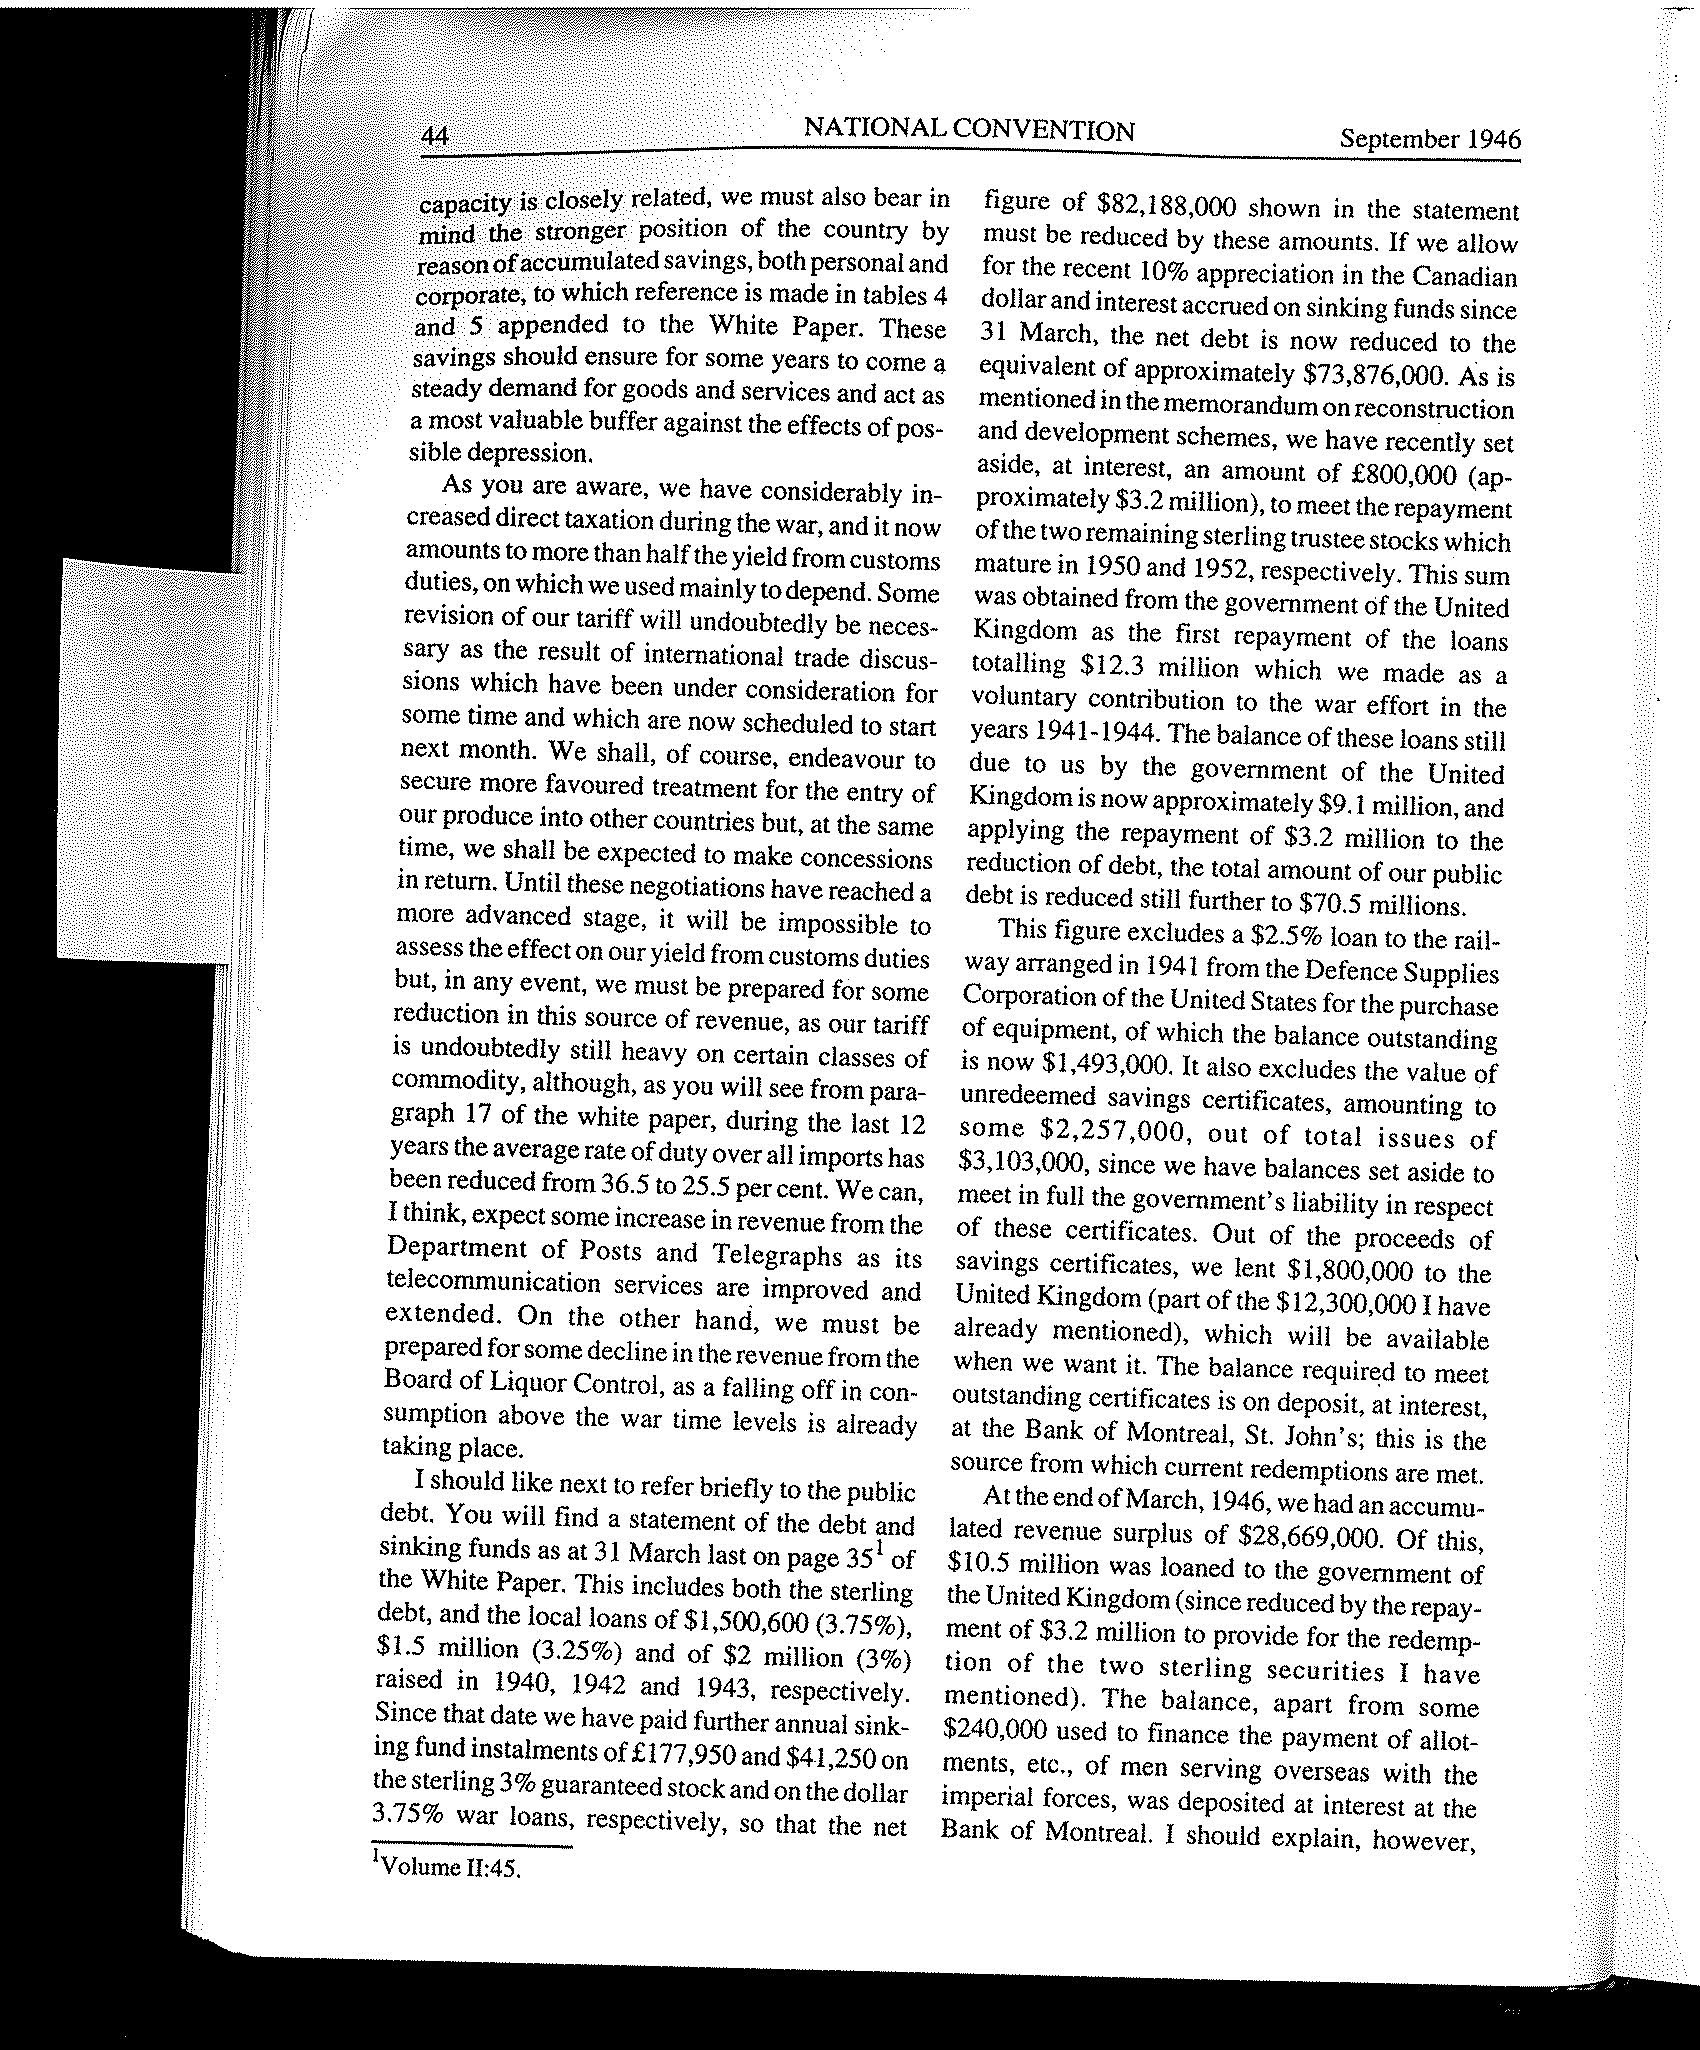 44
NATIONAL CONVENTION
September 1946
capacity is closely related, we must also bear in
mind the stronger position of the country by
reason of accumulated savings, both personal and
corporate, to which reference is made in tables 4
and 5 appended to the White Paper. These
savings should ensure for some years to come a
steady demand for goods and services and act as
a most valuable buffer against the effects of pos-
sible depression.
As you are aware, we have considerably in-
creased direct taxation during the war, and it now
amounts to more than half the yield from customs
duties, on which we used mainly to depend. Some
revision of our tariff will undoubtedly be neces-
sary as the result of international trade discus-
sions which have been under consideration for
some time and which are now scheduled to start
next month. We shall, of course, endeavour to
secure more favoured treatment for the entry of
our produce into other countries but, at the same
time, we shall be expected to make concessions
in return. Until these negotiations have reached a
more advanced stage, it will be impossible to
assess the effect on our yield from customs duties
but, in any event, we must be prepared for some
reduction in this source of revenue, as our tariff
is undoubtedly still heavy on certain classes of
commodity, although, as you will see from para-
graph 17 of the white paper, during the last 12
years the average rate of duty over all imports has
been reduced from 36.5 to 25.5 per cent. We can,
I think, expect some increase in revenue from the
Department of Posts and Telegraphs as its
telecommunication services are improved and
extended. On the other hand, we must be
prepared for some decline in the revenue from the
Board of Liquor Control, as a falling off in con-
sumption above the war time levels is already
taking place.
I should like next to refer briefly to the public
debt. You will find a statement of the debt and
sinking funds as at 31 March last on page 35¹ of
the White Paper. This includes both the sterling
debt, and the local loans of $1,500,600 (3.75%),
$1.5 million (3.25%) and of $2 million (3%)
raised in 1940, 1942 and 1943, respectively.
Since that date we have paid further annual sink-
ing fund instalments of £177,950 and $41,250 on
the sterling 3% guaranteed stock and on the dollar
3.75% war loans, respectively, so that the net
¹Volume II:45.
figure of $82,188,000 shown in the statement
must be reduced by these amounts. If we allow
for the recent 10% appreciation in the Canadian
dollar and interest accrued on sinking funds since
31 March, the net debt is now reduced to the
equivalent of approximately $73,876,000. As is
mentioned in the memorandum on reconstruction
and development schemes, we have recently set
aside, at interest, an amount of £800,000 (ap-
proximately $3.2 million), to meet the repayment
of the two remaining sterling trustee stocks which
mature in 1950 and 1952, respectively. This sum
was obtained from the government of the United
Kingdom as the first repayment of the loans
totalling $12.3 million which we made as a
voluntary contribution to the war effort in the
years 1941-1944. The balance of these loans still
due to us by the government of the United
Kingdom is now approximately $9.1 million, and
applying the repayment of $3.2 million to the
reduction of debt, the total amount of our public
debt is reduced still further to $70.5 millions.
This figure excludes a $2.5% loan to the rail-
way arranged in 1941 from the Defence Supplies
Corporation of the United States for the purchase
of equipment, of which the balance outstanding
is now $1,493,000. It also excludes the value of
unredeemed savings certificates, amounting to
some $2,257,000, out of total issues of
$3,103,000, since we have balances set aside to
meet in full the government's liability in respect
of these certificates. Out of the proceeds of
savings certificates, we lent $1,800,000 to the
United Kingdom (part of the $12,300,000 I have
already mentioned), which will be available
when we want it. The balance required to meet
outstanding certificates is on deposit, at interest,
at the Bank of Montreal, St. John's; this is the
source from which current redemptions are met.
At the end of March, 1946, we had an accumu-
lated revenue surplus of $28,669,000. Of this,
$10.5 million was loaned to the government of
the United Kingdom (since reduced by the repay-
ment of $3.2 million to provide for the redemp-
tion of the two sterling securities I have
mentioned). The balance, apart from some
$240,000 used to finance the payment of allot-
ments, etc., of men serving overseas with the
imperial forces, was deposited at interest at the
Bank of Montreal. I should explain, however,